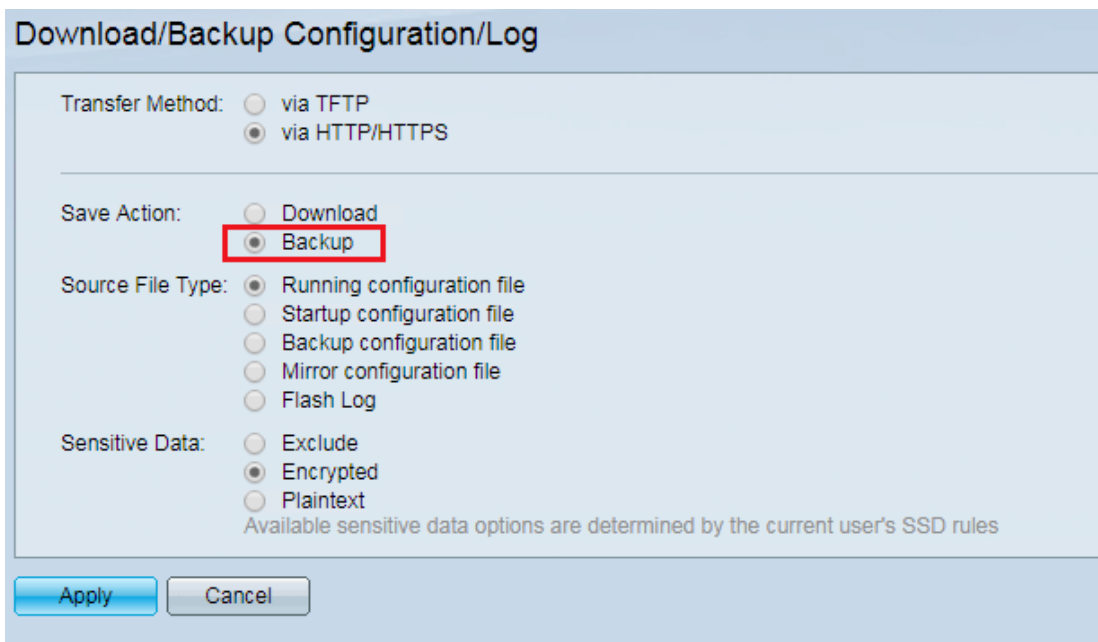 Download/Backup Configuration/Log
Transfer Method: via TFTP
via HTTP/HTTPS
Save Action: Download
Backup
Source File Type: Running configuration file
Startup configuration file
Backup configuration file
Mirror configuration file
Flash Log
Sensitive Data: Exclude
Encrypted
Plaintext
Available sensitive data options are determined by the current user's SSD rules
Apply Cancel